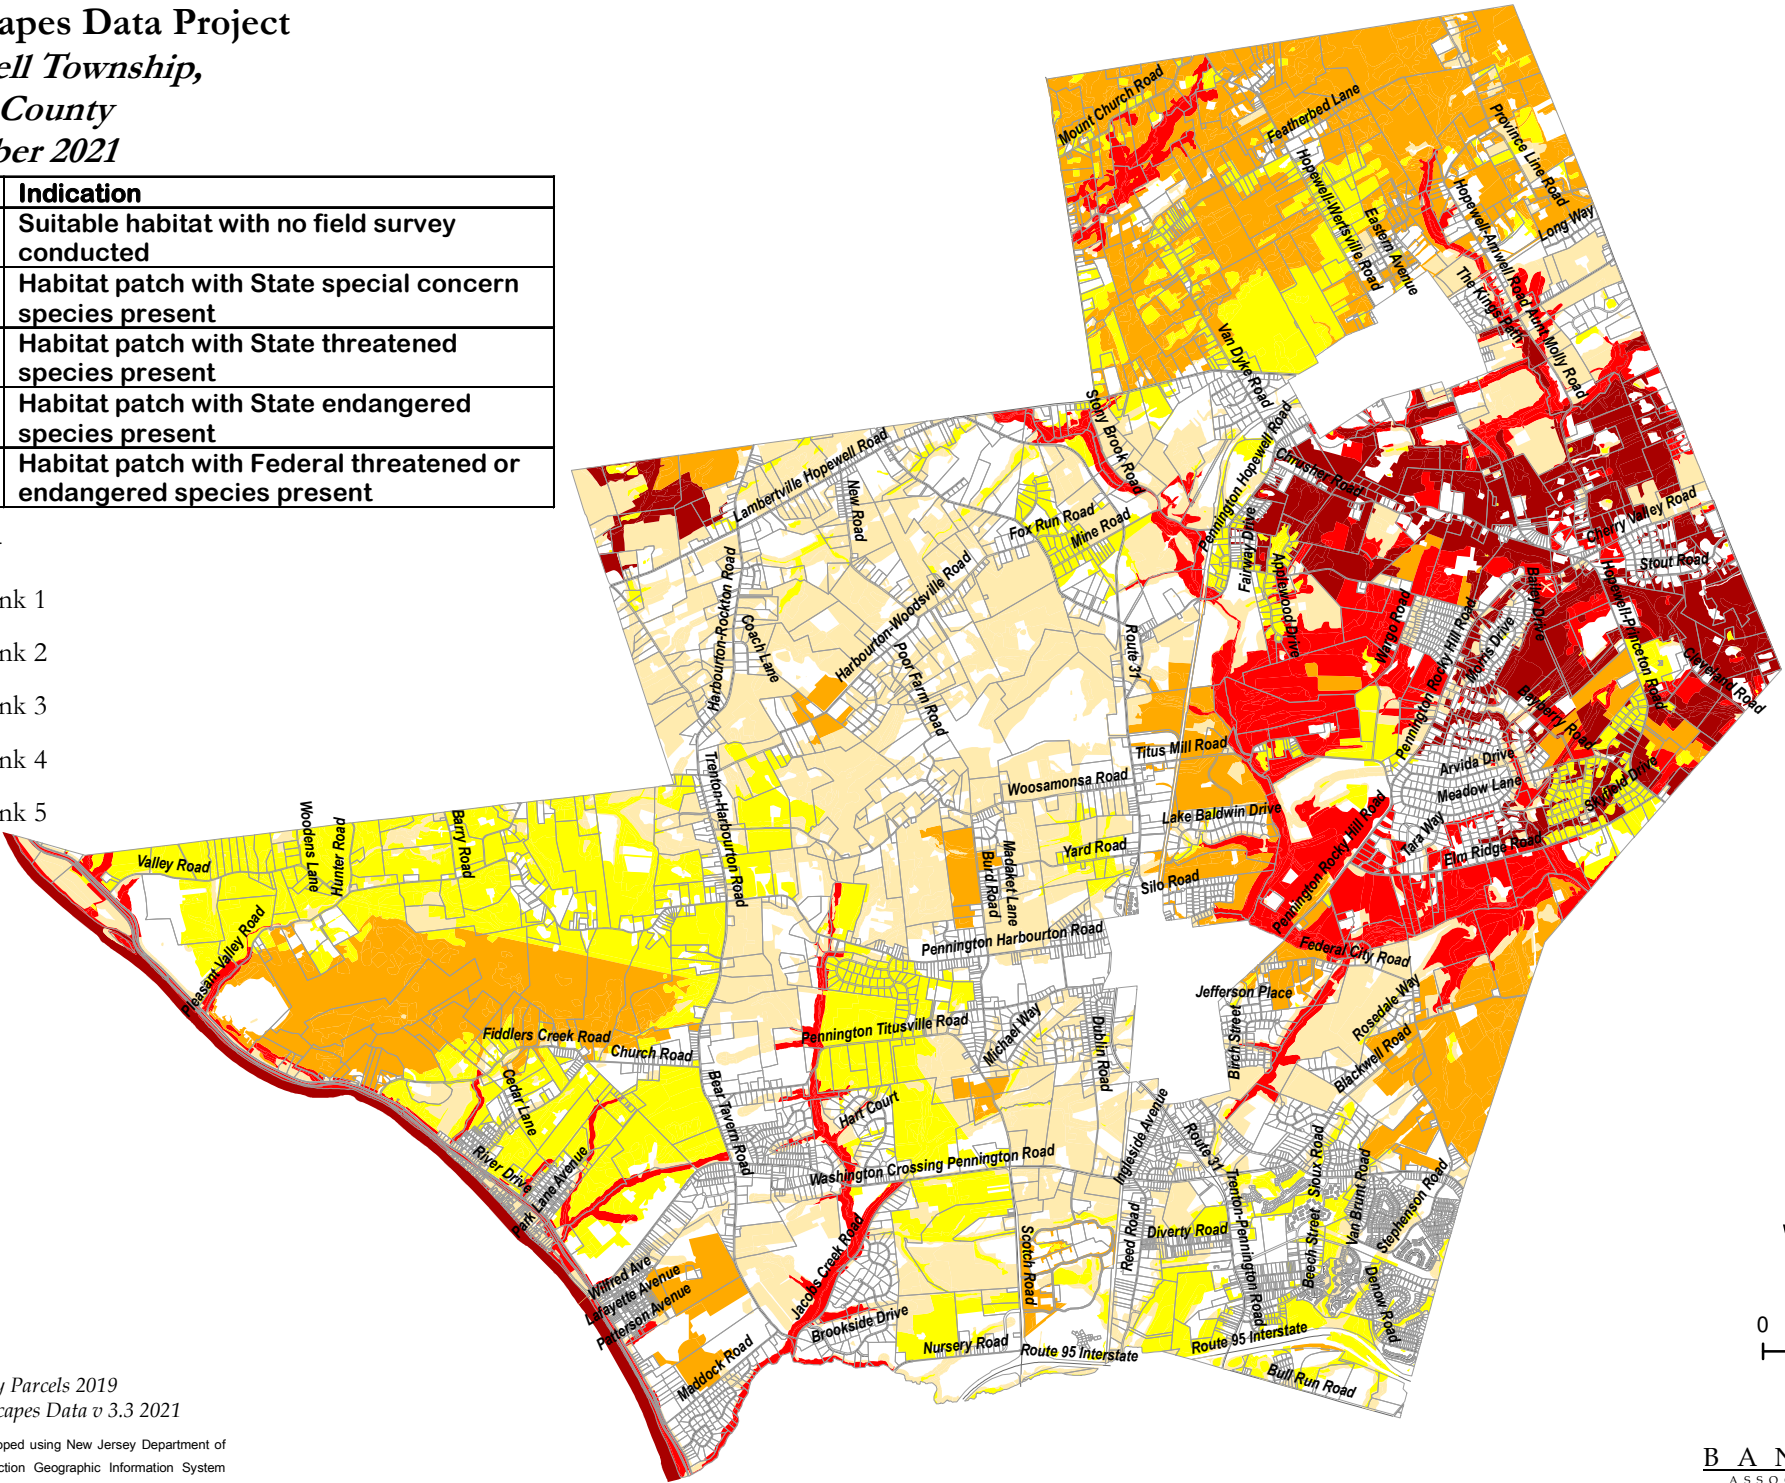 apes Data Project
ell Township,
County
ber 2021
Indication
Suitable habitat with no field survey
conducted
Habitat patch with State special concern
species present
Habitat patch with State threatened
species present
Habitat patch with State endangered
species present
Habitat patch with Federal threatened or
endangered species present
nk 1
nk 2
nk 3
nk 4
nk 5
Mount Church Road
Featherbed Lane
Province Line Road
Hopewell-Wertsville Road
Eastern Avenue
Hopewell-Amwell Road
Long Way
The Kings Path
Aunt Molly Road
Van Dyke Road
Stony Brook Road
Pennington Hopewell Road
Crusher Road
Lambertville Hopewell Road
New Road
Fox Run Road
Mine Road
Fairway Drive
Applewood Drive
Cherry Valley Road
Stout Road
Harbourton-Rockton Road
Coach Lane
Harbourton-Woodsville Road
Poor Farm Road
Route 31
Wargo Road
Pennington Rocky Hill Road
Morris Drive
Bailey Drive
Hopewell-Princeton Road
Cleveland Road
Bayberry Road
Titus Mill Road
Woosamonsa Road
Lake Baldwin Drive
Arvida Drive
Meadow Lane
Skyfield Drive
Trenton-Harbourton Road
Yard Road
Madaket Lane
Burd Road
Silo Road
Pennington Rocky Hill Road
Tara Way
Elm Ridge Road
Woodens Lane
Hunter Road
Barry Road
Valley Road
Pleasant Valley Road
Pennington Harbourton Road
Federal City Road
Jefferson Place
Rosedale Way
Fiddlers Creek Road
Church Road
Pennington Titusville Road
Michael Way
Dublin Road
Birch Street
Blackwell Road
Cedar Lane
Bear Tavern Road
Hart Court
River Drive
Park Lane Avenue
Washington Crossing Pennington Road
Ingleside Avenue
Route 31
Sioux Road
Van Brunt Road
Stephenson Road
Jacobs Creek Road
Scotch Road
Reed Road
Diverty Road
Trenton-Pennington Road
Beech Street
Denow Road
Wilfred Ave
Lafayette Avenue
Patterson Avenue
Brookside Drive
Maddock Road
Nursery Road
Route 95 Interstate
Route 95 Interstate
Bull Run Road
0
y Parcels 2019
capes Data v 3.3 2021
oped using New Jersey Department of
ction Geographic Information System
B A N
A S S O